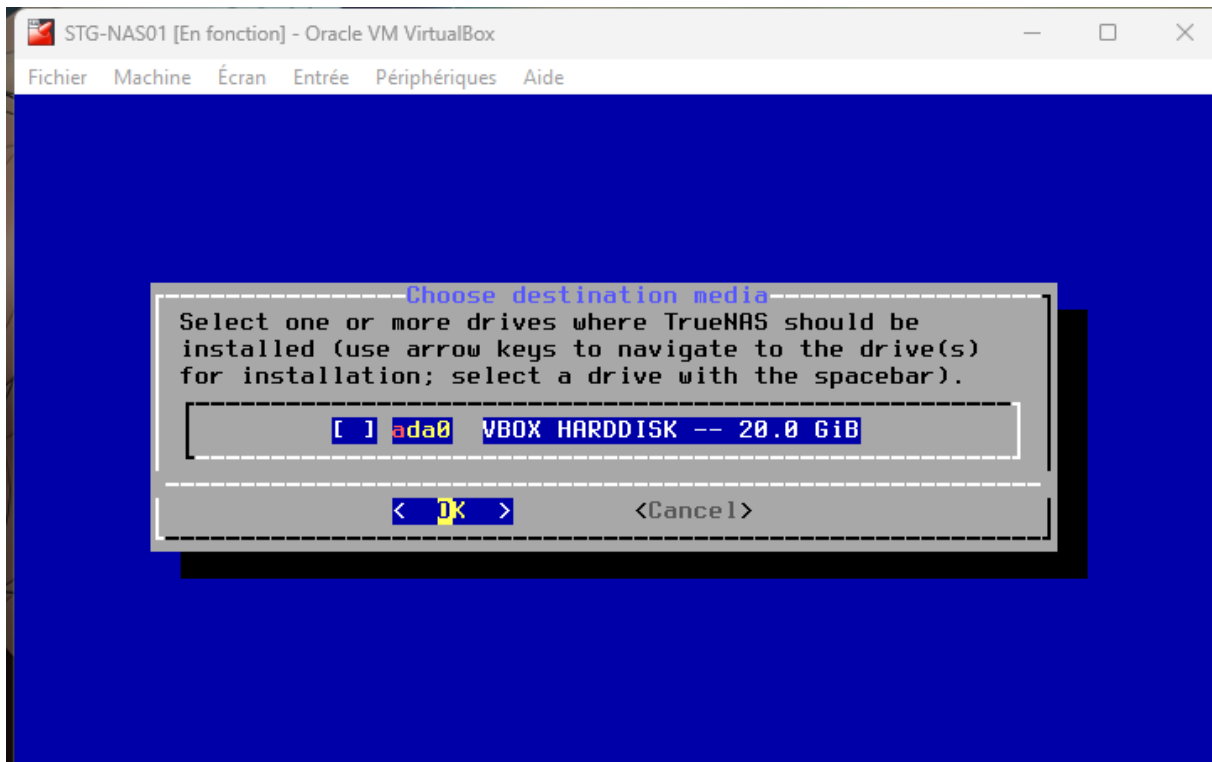 STG-NAS01 [En fonction] - Oracle VM VirtualBox
Fichier Machine Écran Entrée Périphériques Aide
Choose destination media
Select one or more drives where TrueNAS should be
installed (use arrow keys to navigate to the drive(s)
for installation; select a drive with the spacebar).
[ ] ada0 VBOX HARDDISK -- 20.0 GiB
< OK > <Cancel>